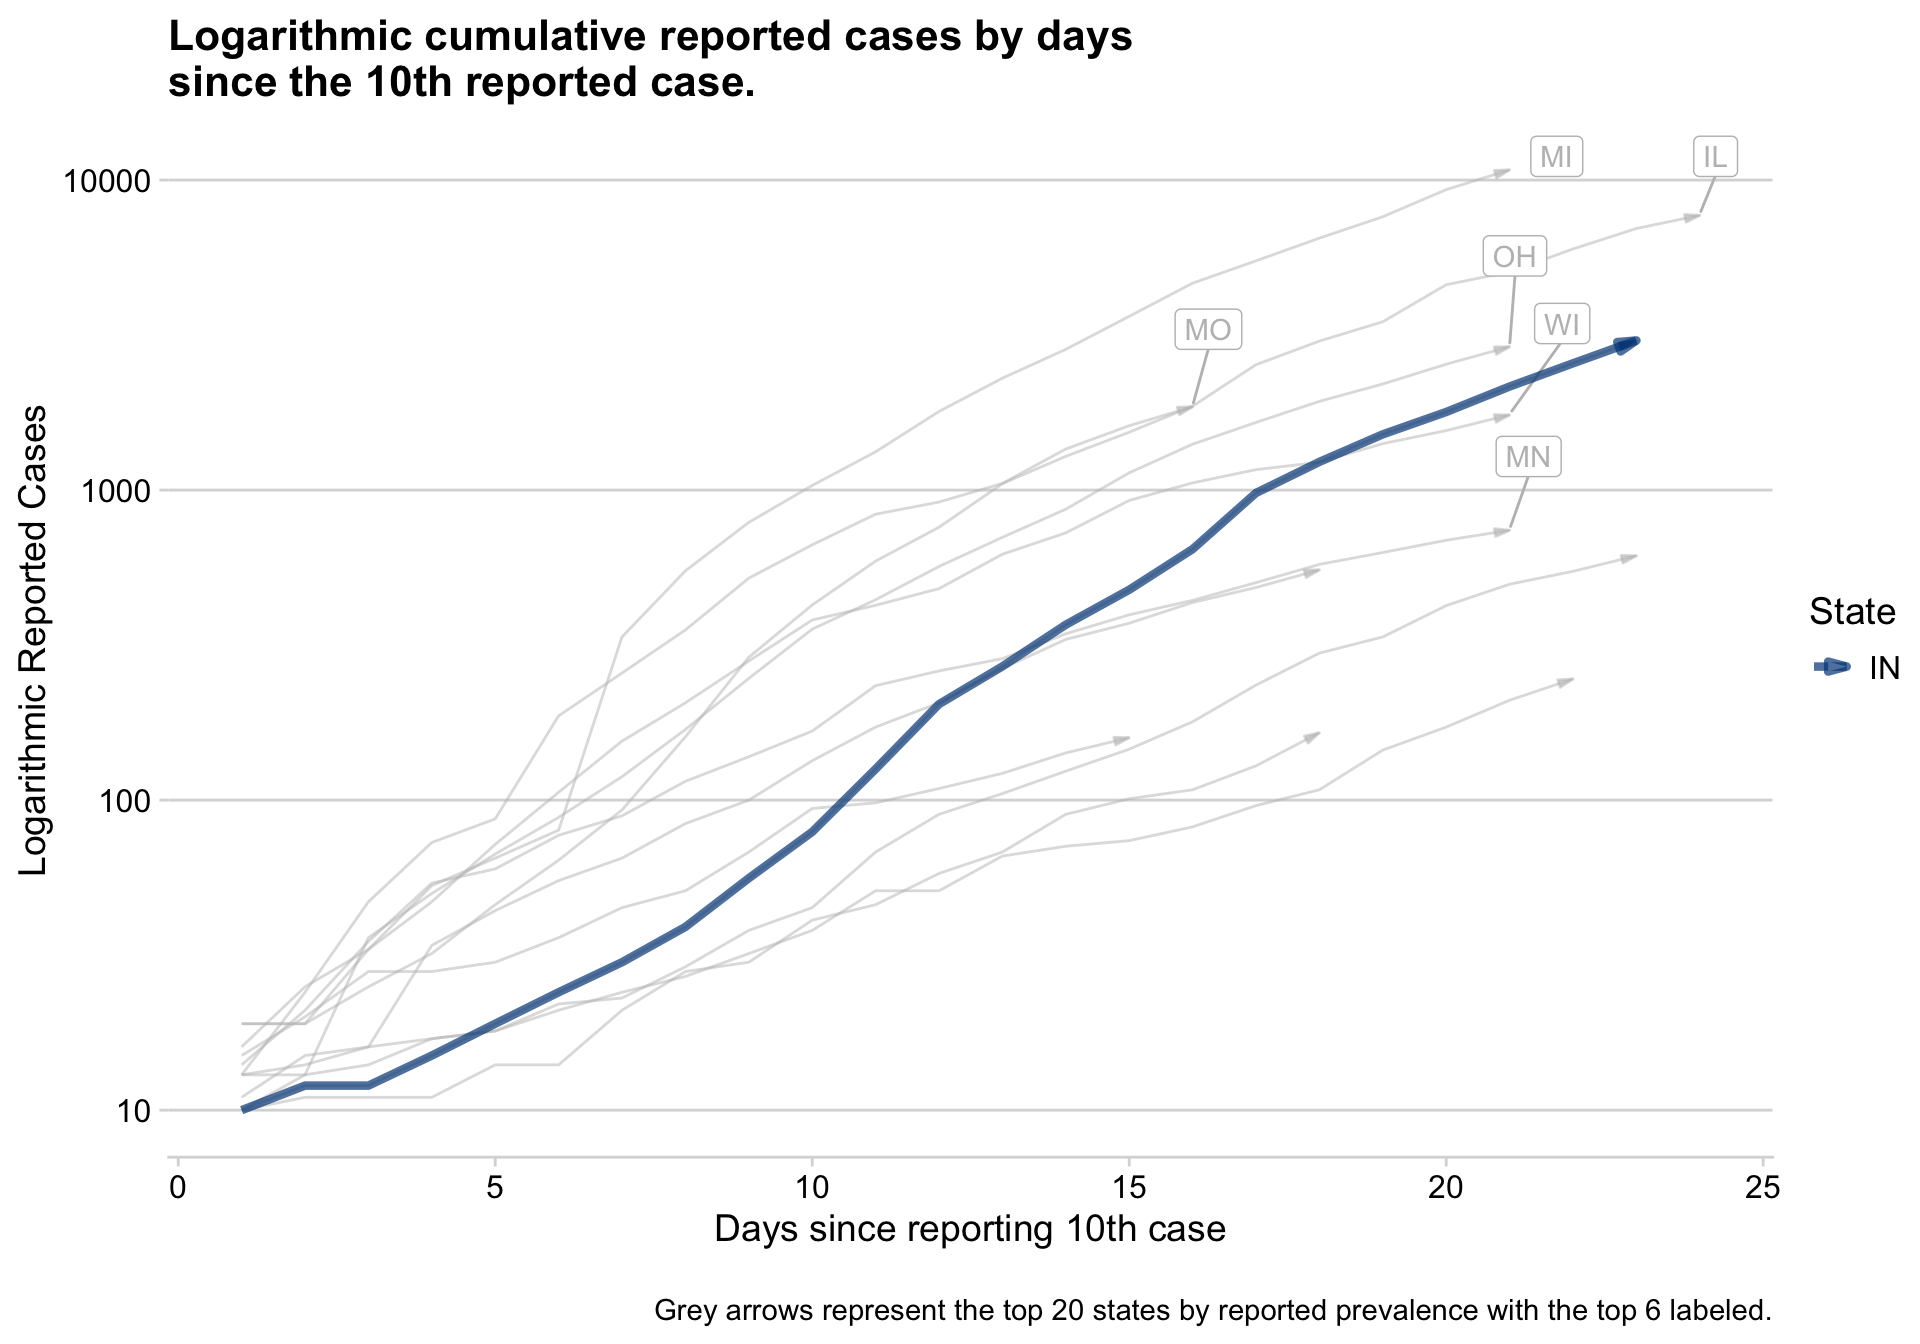 Logarithmic cumulative reported cases by days
since the 10th reported case.
MI
IL
10000
OH
WI
MO
MN
1000
100
10
Logarithmic Reported Cases
State
IN
0 5 10 15 20 25
Days since reporting 10th case
Grey arrows represent the top 20 states by reported prevalence with the top 6 labeled.